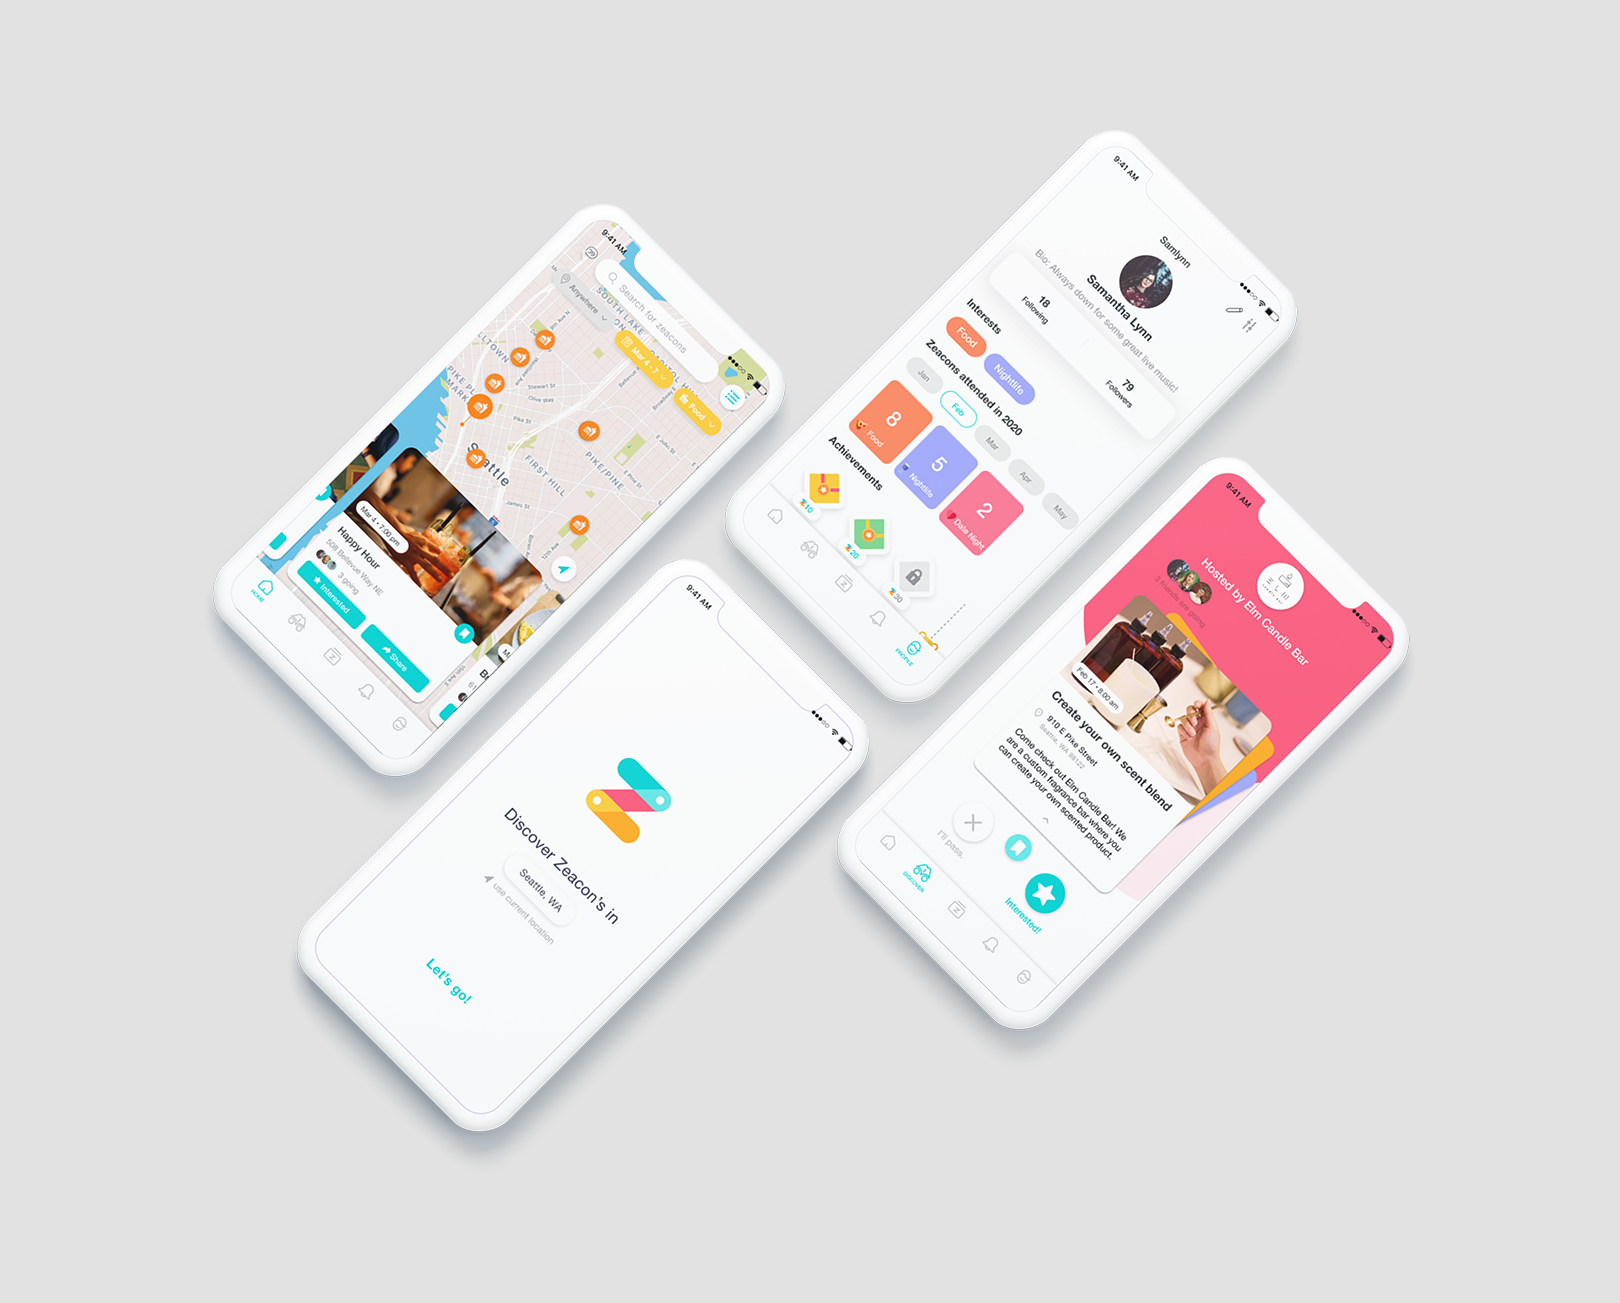 9:41 AM
Search for zeacons
Anywhere
Mar 4 - 7
Food
SOUTH LAKE
PIKE/PINE
FIRST HILL
Seattle
Stewart St
Olive Way
Pike St
James St
E John St
E Pine St
Mar 4 • 7:00 pm
Happy Hour
508 Bellevue Way NE
3 going
Interested
Share
HOME
9:41 AM
Samlynn
Samantha Lynn
Bio: Always down for some great live music!
18
Following
79
Followers
Interests
Food
Nightlife
Zeacons attended in 2020
Jan
Feb
Mar
Apr
May
8
Food
5
Nightlife
2
Date Night
Achievements
10
20
30
PROFILE
9:41 AM
Discover Zeacon's in
Seattle, WA
use current location
Let's go!
9:41 AM
Hosted by Elm Candle Bar
3 friends are going
ELM
Feb 17 • 8:00 am
Create your own scent blend
910 E Pike Street
Seattle, WA 98122
Come check out Elm Candle Bar! We
are a custom fragrance bar where you
can create your own scented product.
I'll pass.
Interested!
DISCOVER